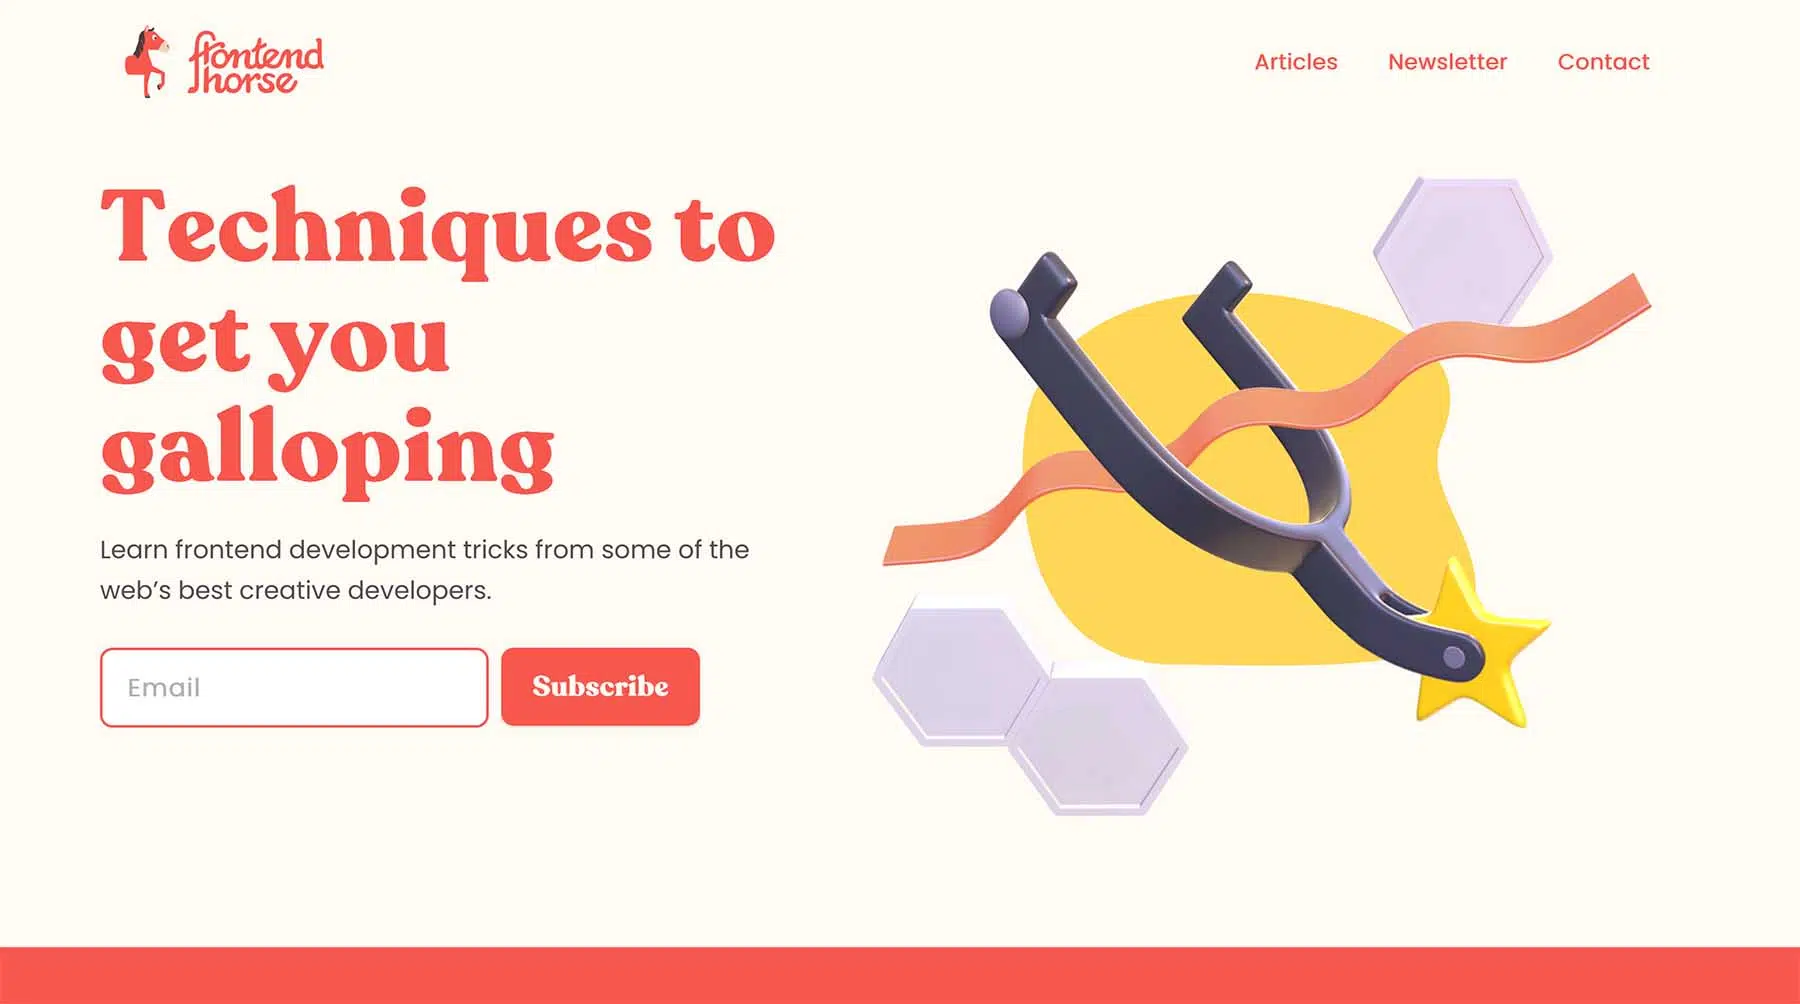 frontend
horse
Articles
Newsletter
Contact
Techniques to
get you
galloping
Learn frontend development tricks from some of the
web’s best creative developers.
Email
Subscribe